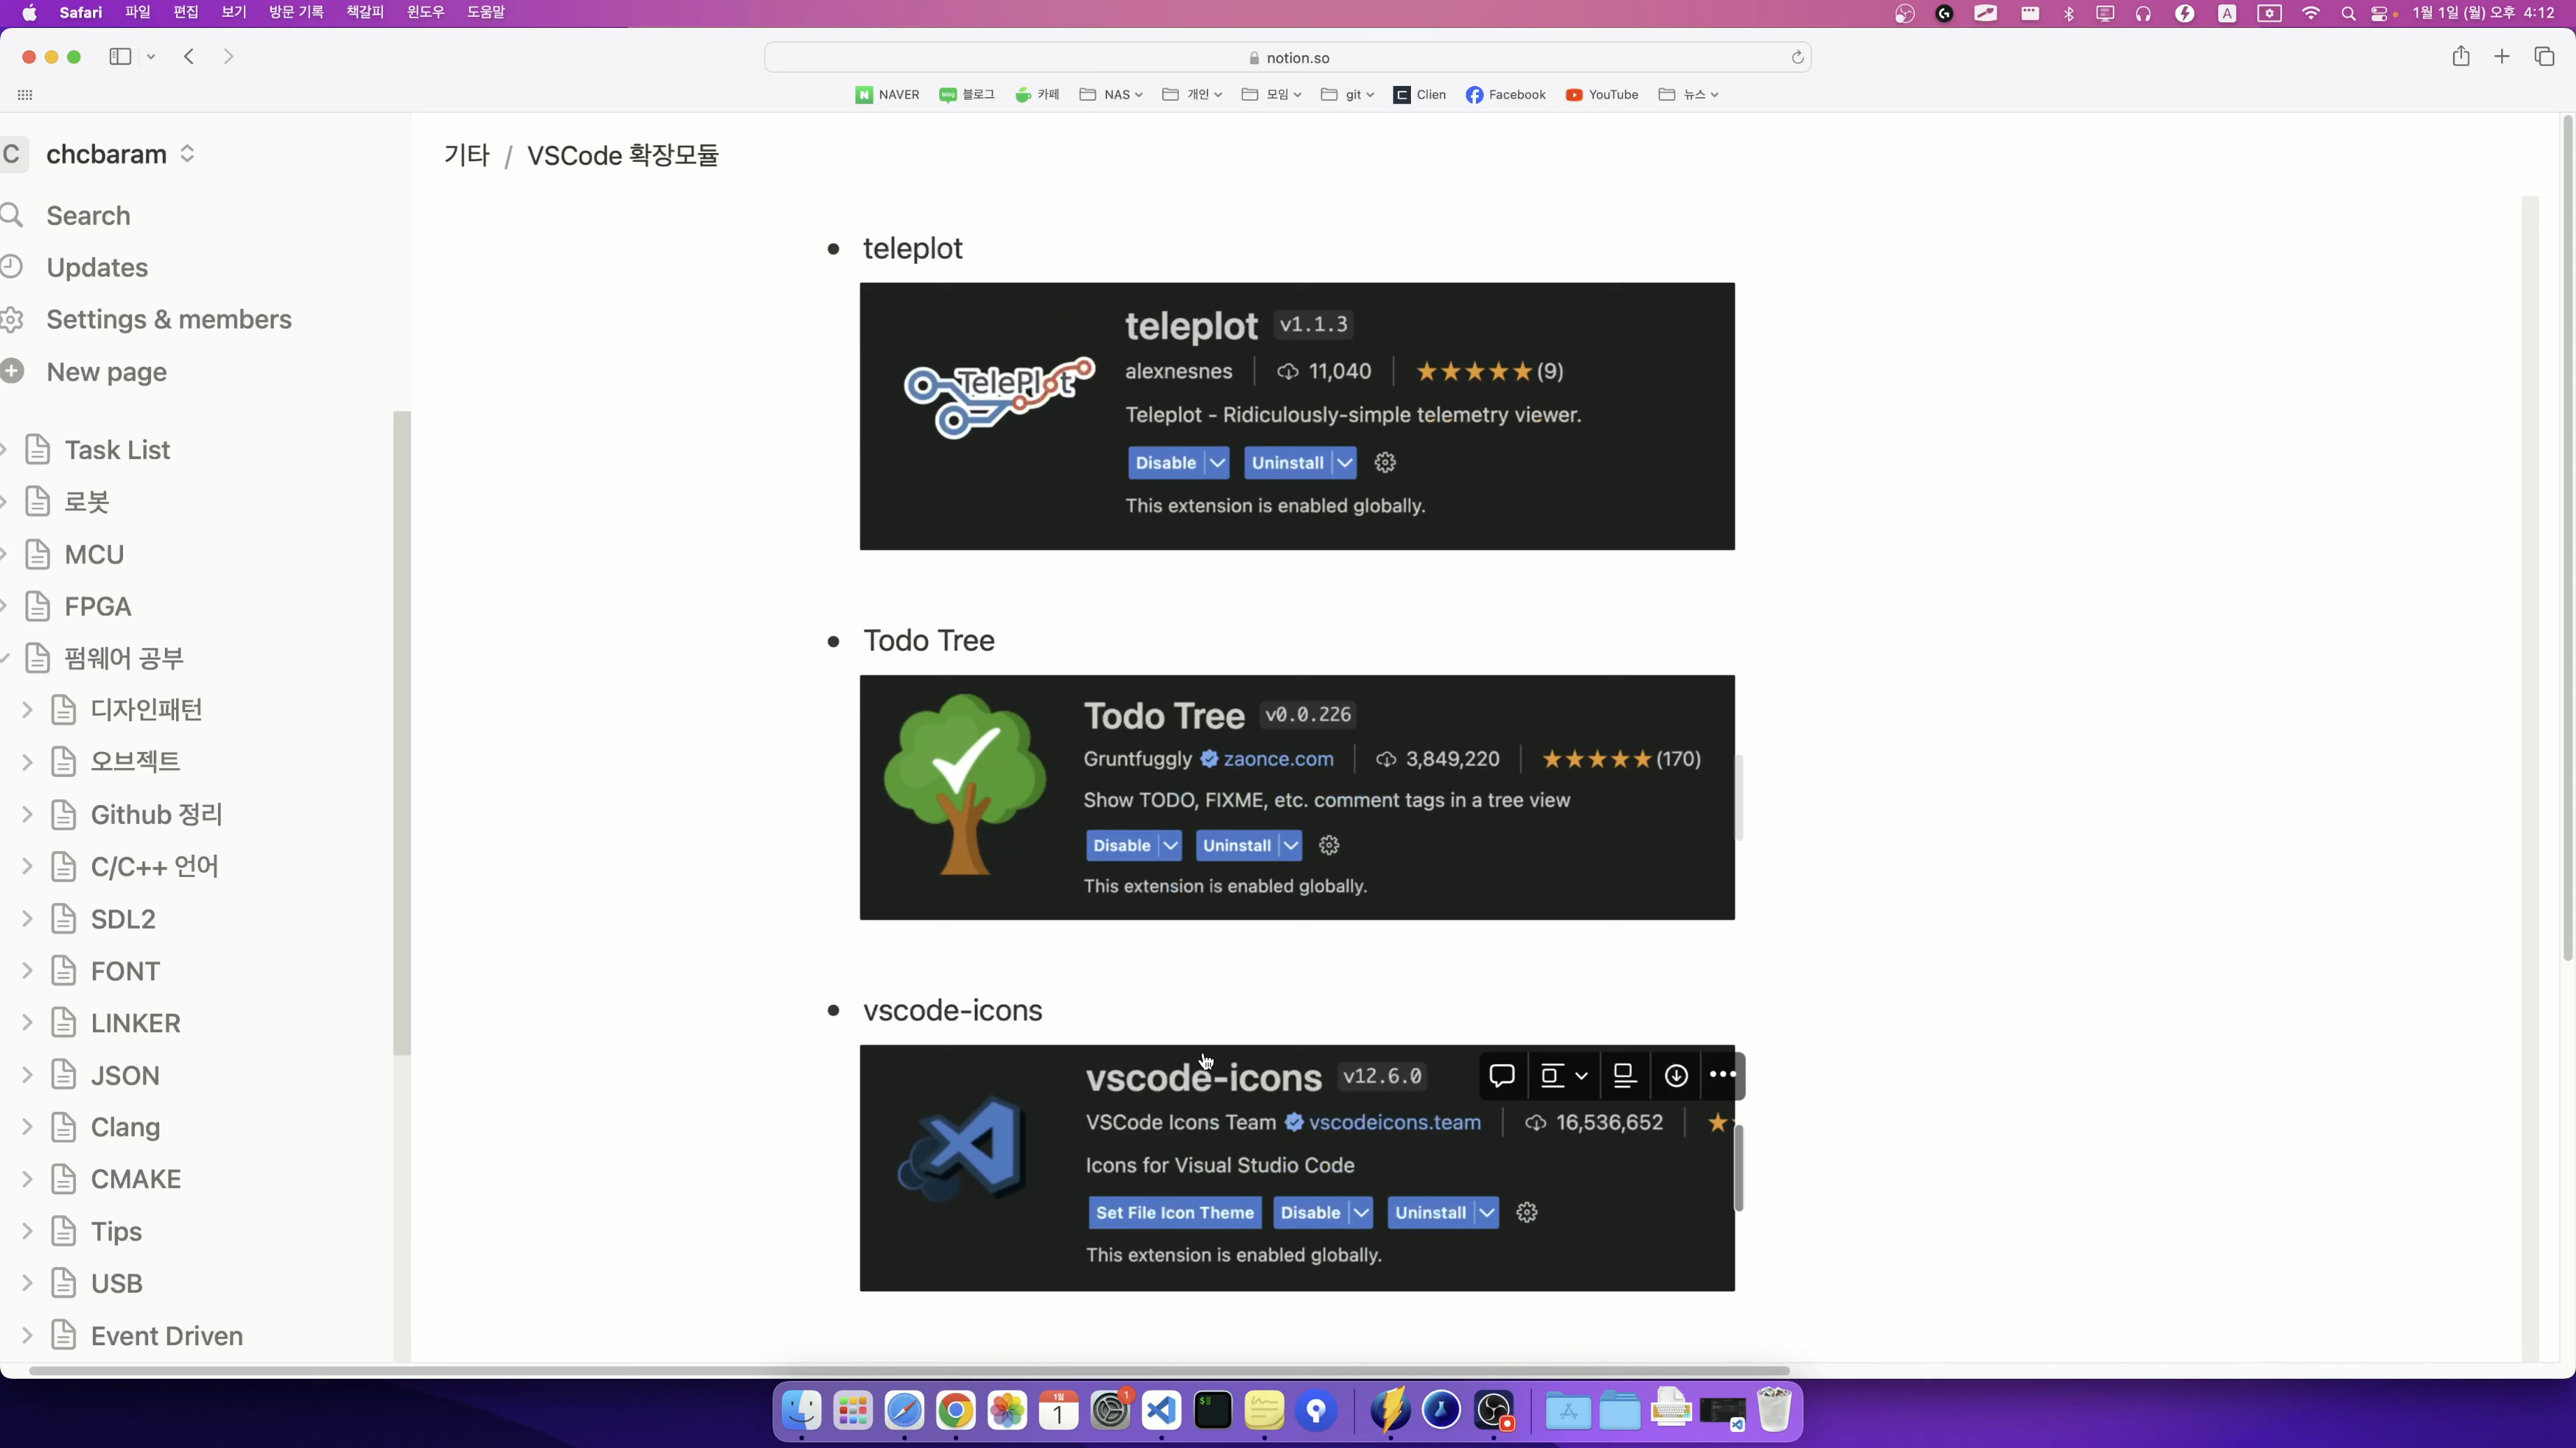 Safari 파일 편집 보기 방문 기록 책갈피 윈도우 도움말
A
1월 1일 (월) 오후 4:12
notion.so
NAVER 블로그 카페 NAS 개인 모임 git Clien Facebook YouTube 뉴스
C chcbaram
Search
Updates
Settings & members
New page
Task List
로봇
MCU
FPGA
펌웨어 공부
디자인패턴
오브젝트
Github 정리
C/C++ 언어
SDL2
FONT
LINKER
JSON
Clang
CMAKE
Tips
USB
Event Driven
기타 / VSCode 확장모듈
• teleplot
TelePlot
teleplot v1.1.3
alexnesnes 11,040 (9)
Teleplot - Ridiculously-simple telemetry viewer.
Disable Uninstall
This extension is enabled globally.
• Todo Tree
Todo Tree v0.0.226
Gruntfuggly zaonce.com 3,849,220 (170)
Show TODO, FIXME, etc. comment tags in a tree view
Disable Uninstall
This extension is enabled globally.
• vscode-icons
vscode-icons v12.6.0
VSCode Icons Team vscodeicons.team 16,536,652
Icons for Visual Studio Code
Set File Icon Theme Disable Uninstall
This extension is enabled globally.
1월
1
1